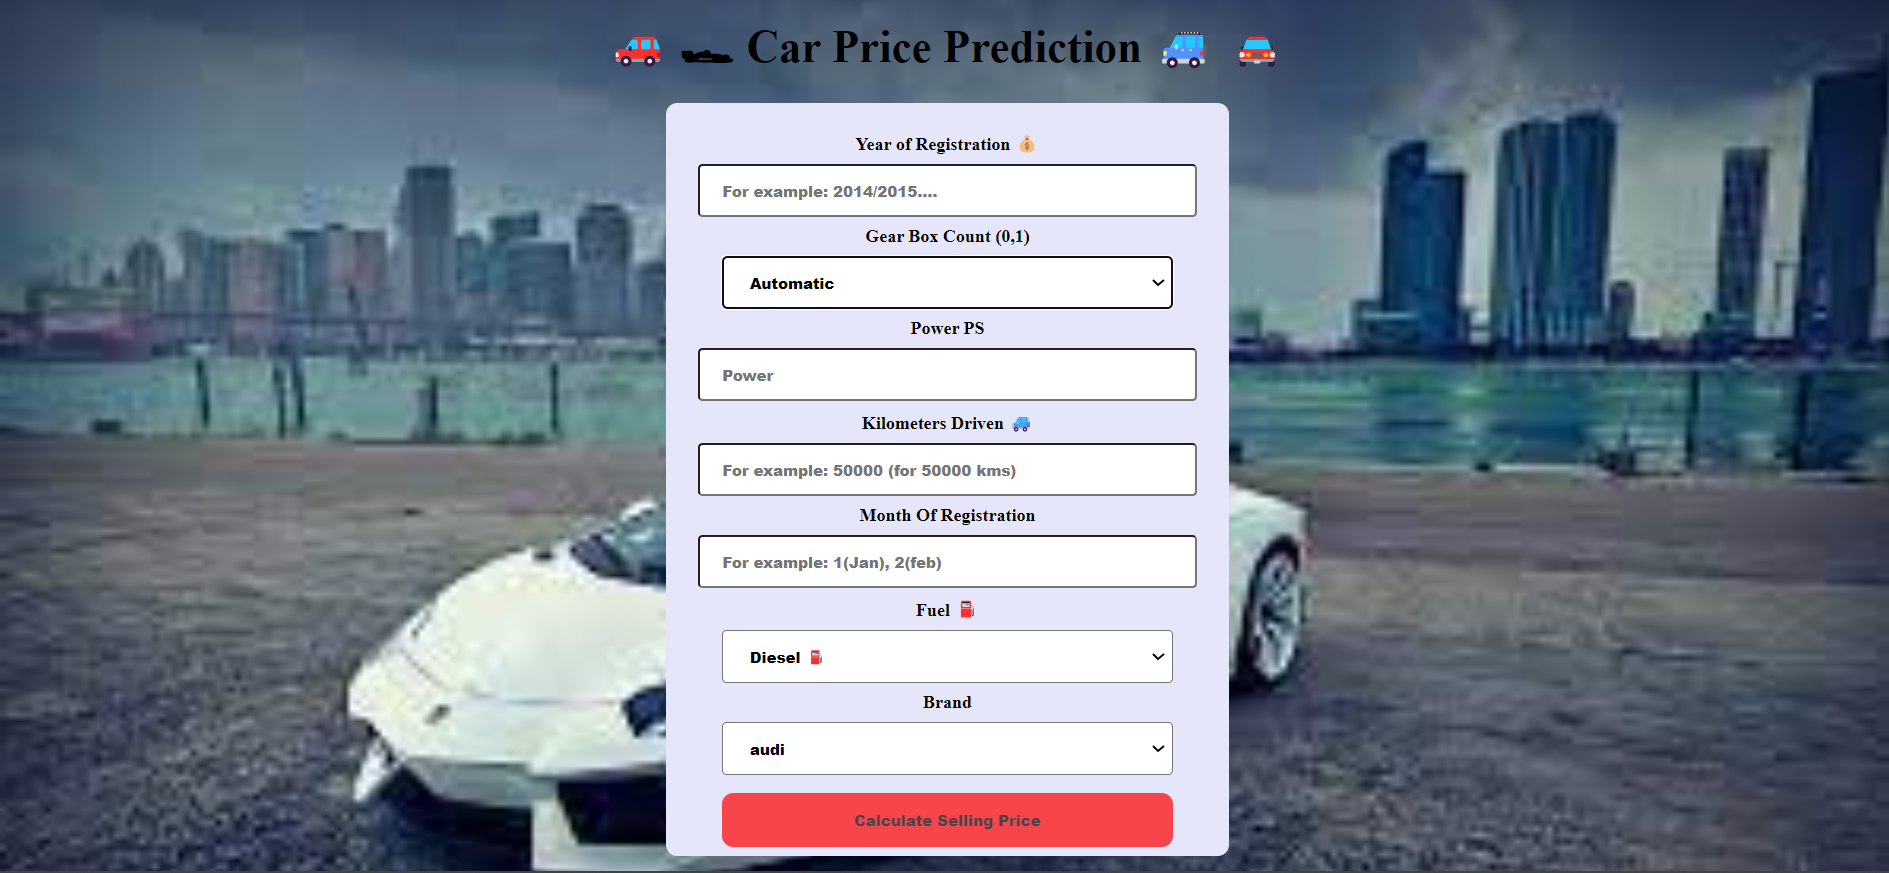 Car Price Prediction
Year of Registration
For example: 2014/2015....
Gear Box Count (0,1)
Automatic
Power PS
Power
Kilometers Driven
For example: 50000 (for 50000 kms)
Month Of Registration
For example: 1(Jan), 2(feb)
Fuel
Diesel
Brand
audi
Calculate Selling Price